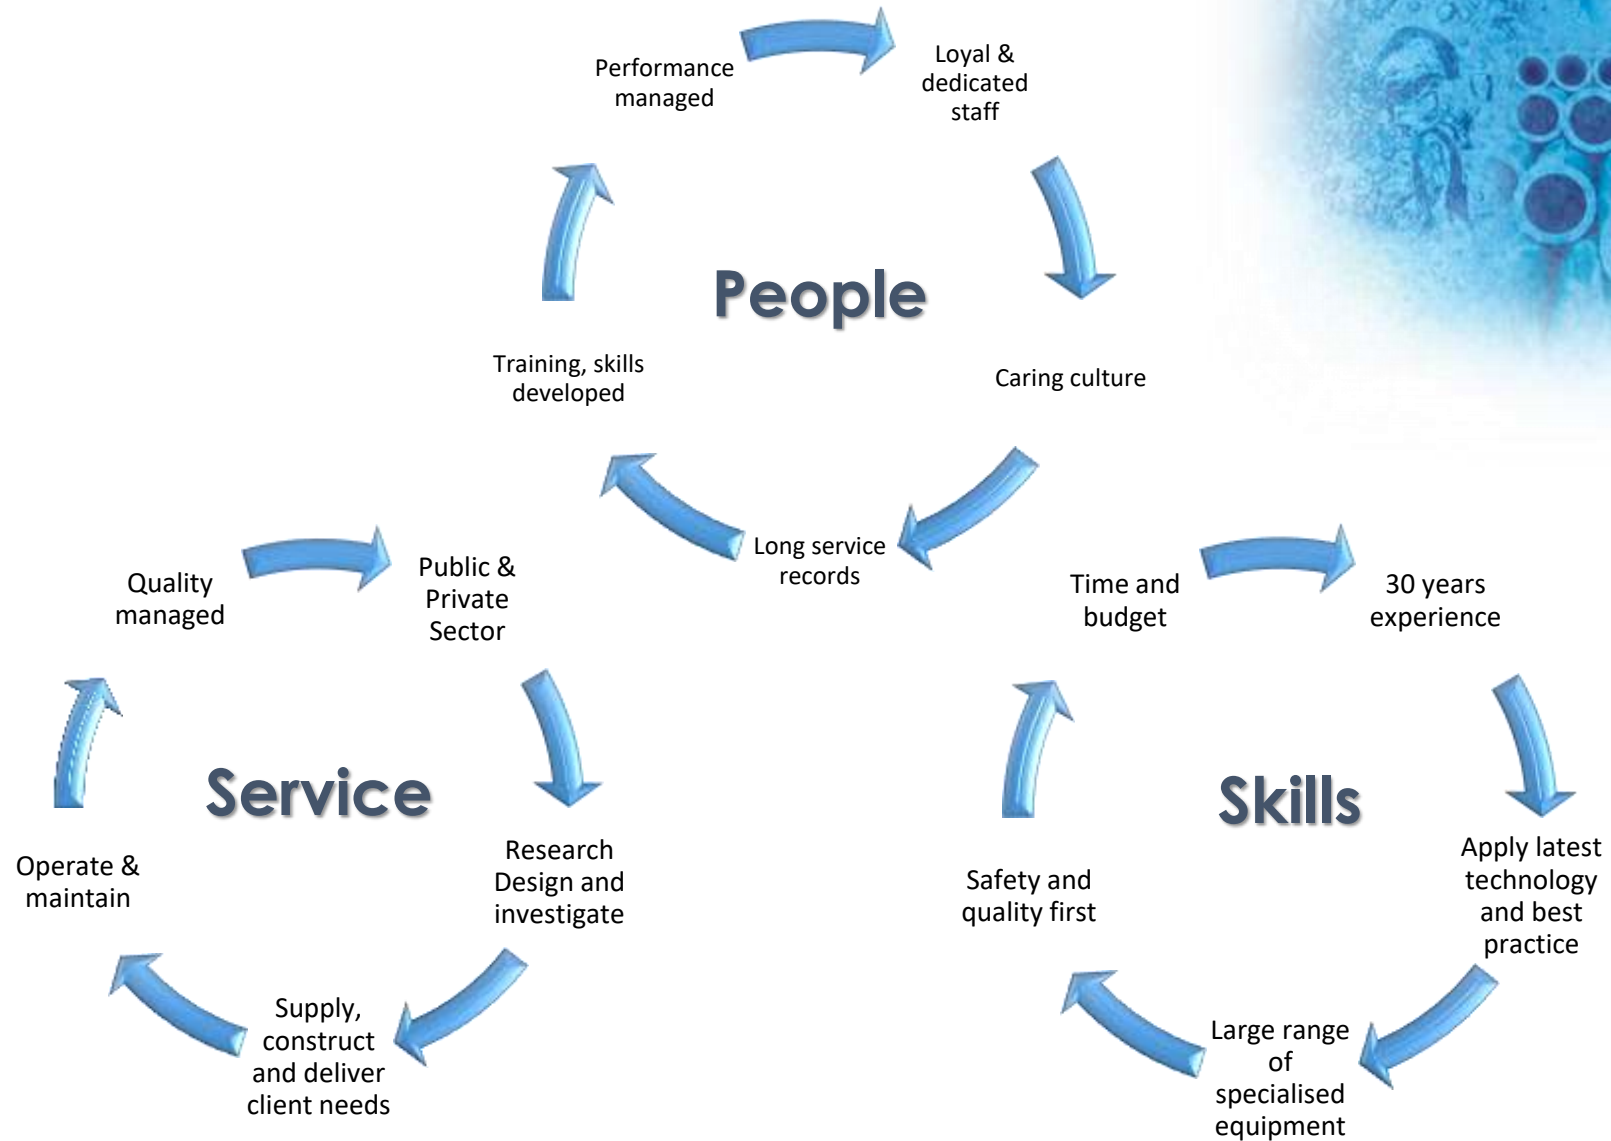 Performance
managed
Loyal &
dedicated
staff
People
Training, skills
developed
Caring culture
Long service
records
Quality
managed
Public &
Private
Sector
Service
Operate &
maintain
Research
Design and
investigate
Supply,
construct
and deliver
client needs
Time and
budget
30 years
experience
Skills
Safety and
quality first
Apply latest
technology
and best
practice
Large range
of
specialised
equipment